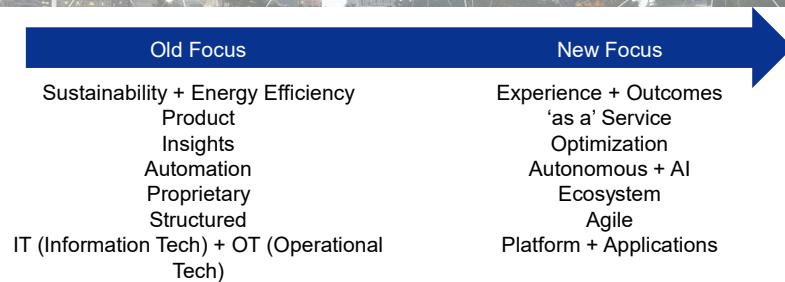 Old Focus
New Focus
Sustainability + Energy Efficiency
Product
Insights
Automation
Proprietary
Structured
IT (Information Tech) + OT (Operational
Tech)
Experience + Outcomes
‘as a’ Service
Optimization
Autonomous + AI
Ecosystem
Agile
Platform + Applications